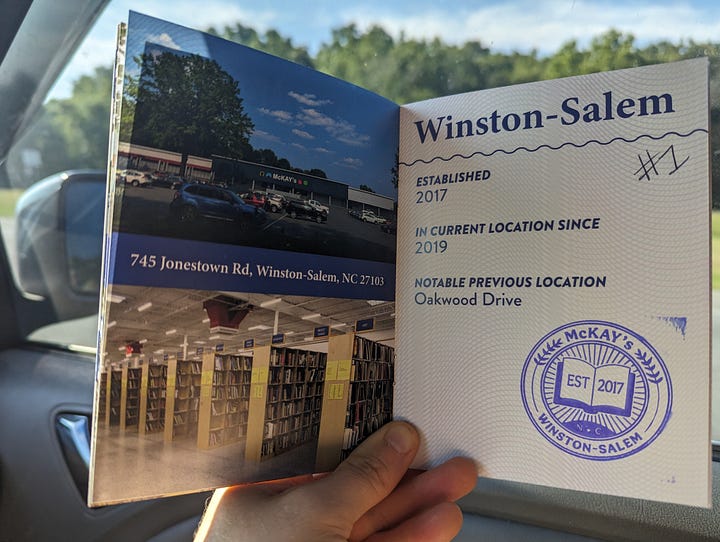 McKAY's
745 Jonestown Rd, Winston-Salem, NC 27103
Winston-Salem
#1
ESTABLISHED
2017
IN CURRENT LOCATION SINCE
2019
NOTABLE PREVIOUS LOCATION
Oakwood Drive
McKAY's
EST 2017
N C
WINSTON-SALEM